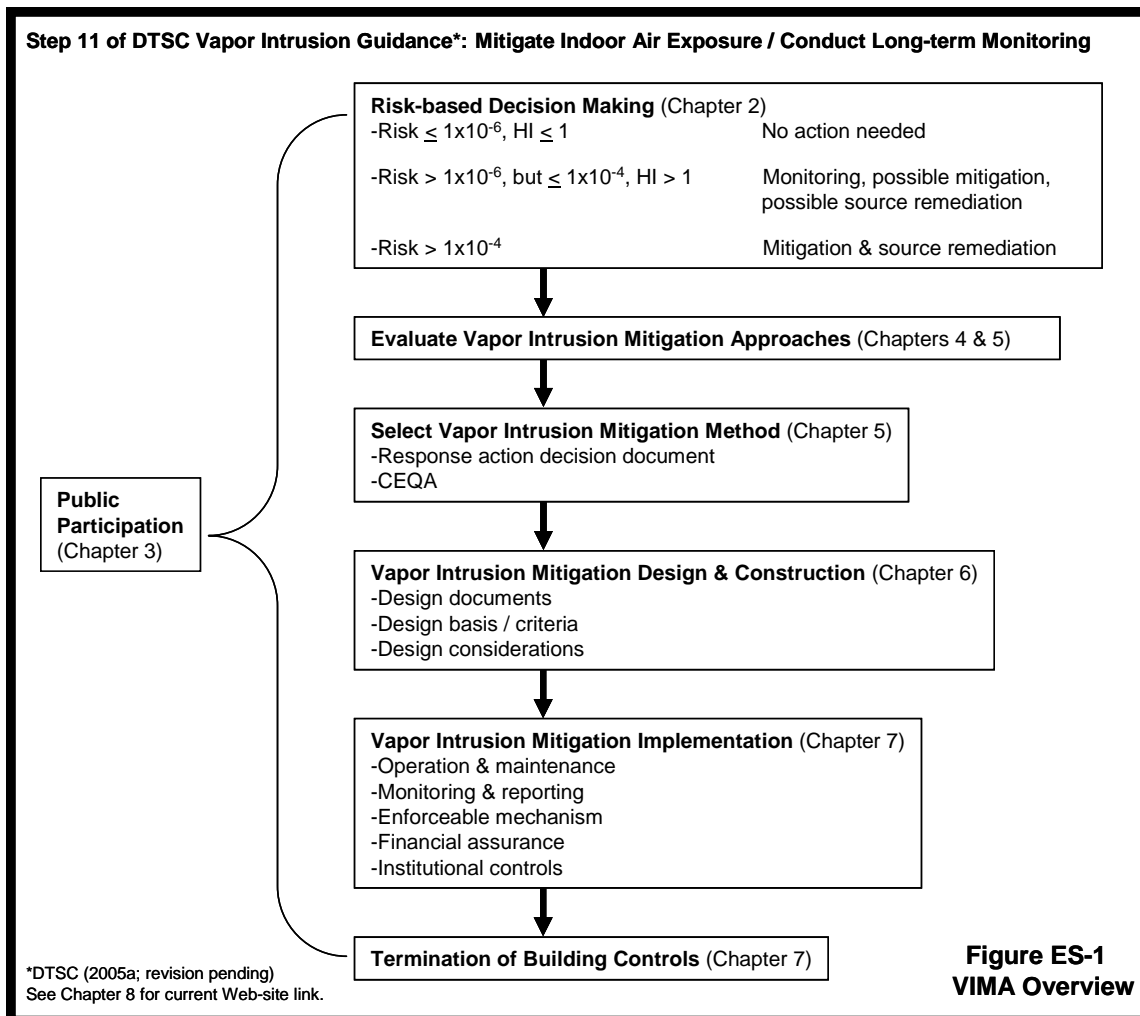 Step 11 of DTSC Vapor Intrusion Guidance*: Mitigate Indoor Air Exposure / Conduct Long-term Monitoring
Risk-based Decision Making (Chapter 2)
-Risk ≤ 1x10⁻⁶, HI ≤ 1 No action needed
-Risk > 1x10⁻⁶, but ≤ 1x10⁻⁴, HI > 1 Monitoring, possible mitigation,
possible source remediation
-Risk > 1x10⁻⁴ Mitigation & source remediation
Evaluate Vapor Intrusion Mitigation Approaches (Chapters 4 & 5)
Select Vapor Intrusion Mitigation Method (Chapter 5)
-Response action decision document
-CEQA
Public
Participation
(Chapter 3)
Vapor Intrusion Mitigation Design & Construction (Chapter 6)
-Design documents
-Design basis / criteria
-Design considerations
Vapor Intrusion Mitigation Implementation (Chapter 7)
-Operation & maintenance
-Monitoring & reporting
-Enforceable mechanism
-Financial assurance
-Institutional controls
Termination of Building Controls (Chapter 7)
*DTSC (2005a; revision pending)
See Chapter 8 for current Web-site link.
Figure ES-1
VIMA Overview